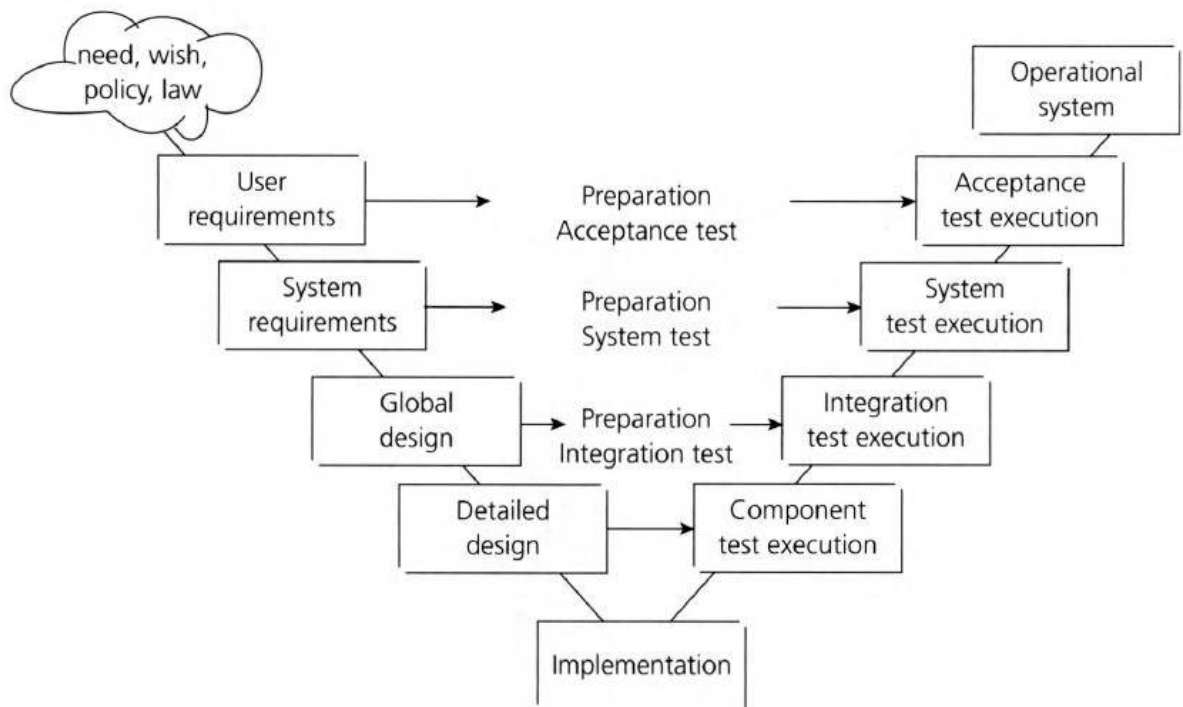 need, wish,
policy, law
Operational
system
User
requirements
Preparation
Acceptance test
Acceptance
test execution
System
requirements
Preparation
System test
System
test execution
Global
design
Preparation
Integration test
Integration
test execution
Detailed
design
Component
test execution
Implementation